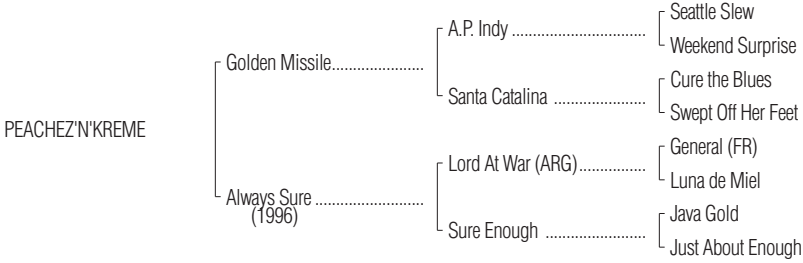 Seattle Slew
A.P. Indy ................................
Weekend Surprise
Golden Missile......................
Cure the Blues
Santa Catalina ......................
Swept Off Her Feet
PEACHEZ'N'KREME
General (FR)
Lord At War (ARG)................
Luna de Miel
Always Sure ..........................
(1996)
Java Gold
Sure Enough ........................
Just About Enough